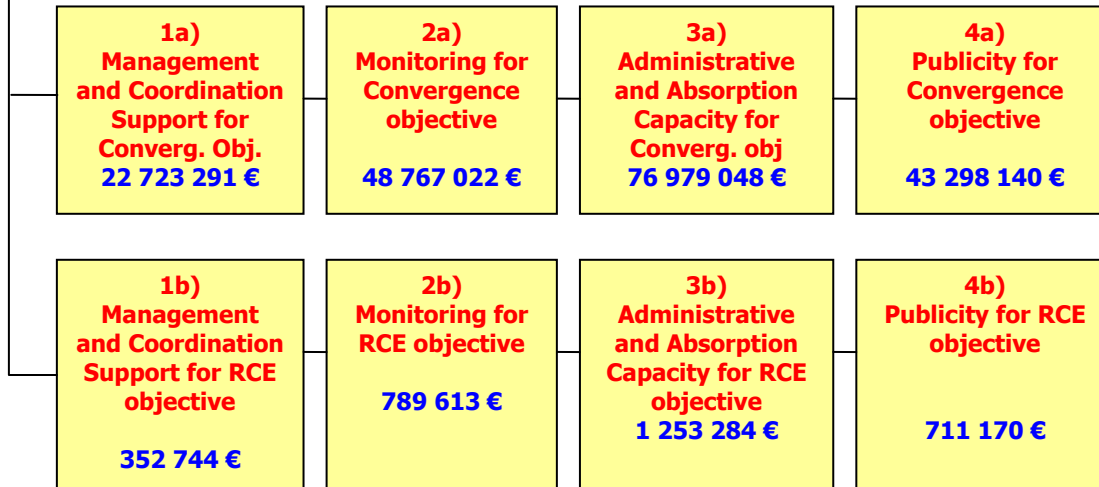 1a)
Management
and Coordination
Support for
Converg. Obj.
22 723 291 €
2a)
Monitoring for
Convergence
objective
48 767 022 €
3a)
Administrative
and Absorption
Capacity for
Converg. obj
76 979 048 €
4a)
Publicity for
Convergence
objective
43 298 140 €
1b)
Management
and Coordination
Support for RCE
objective
352 744 €
2b)
Monitoring for
RCE objective
789 613 €
3b)
Administrative
and Absorption
Capacity for RCE
objective
1 253 284 €
4b)
Publicity for RCE
objective
711 170 €